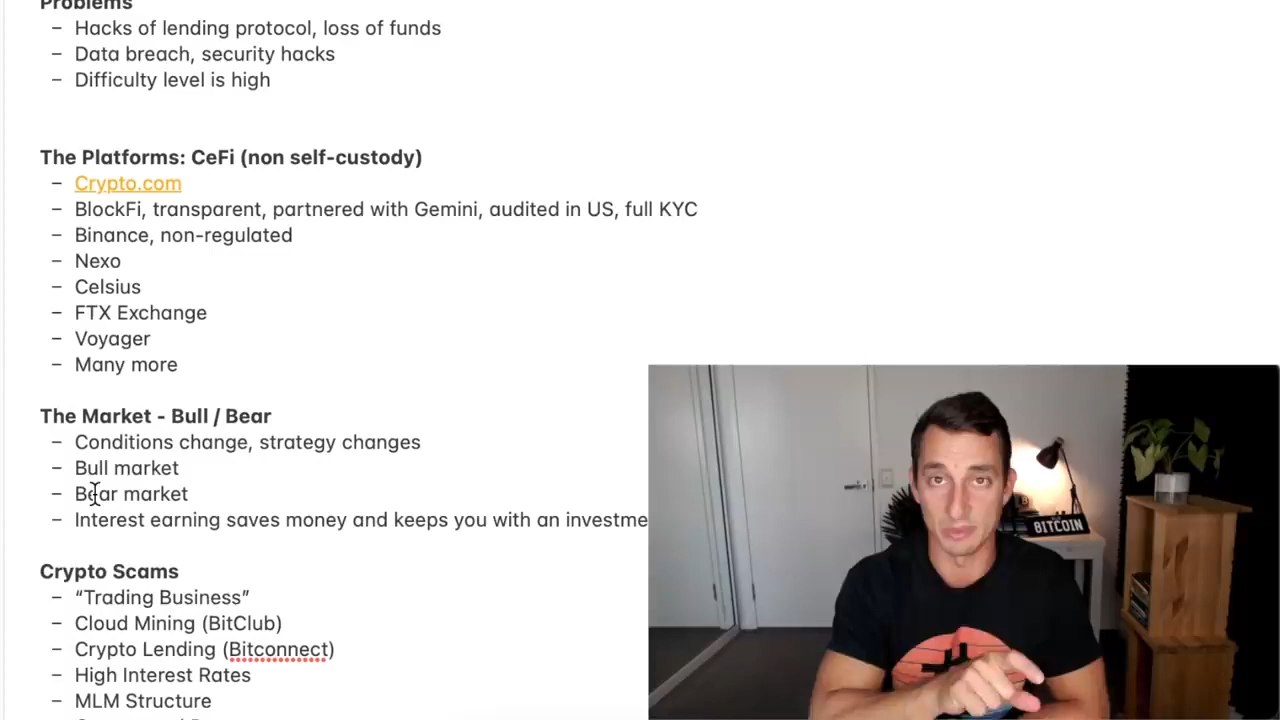 Problems
– Hacks of lending protocol, loss of funds
– Data breach, security hacks
– Difficulty level is high
The Platforms: CeFi (non self-custody)
– Crypto.com
– BlockFi, transparent, partnered with Gemini, audited in US, full KYC
– Binance, non-regulated
– Nexo
– Celsius
– FTX Exchange
– Voyager
– Many more
The Market - Bull / Bear
– Conditions change, strategy changes
– Bull market
– Bear market
– Interest earning saves money and keeps you with an investme
BITCOIN
Crypto Scams
– “Trading Business”
– Cloud Mining (BitClub)
– Crypto Lending (Bitconnect)
– High Interest Rates
– MLM Structure